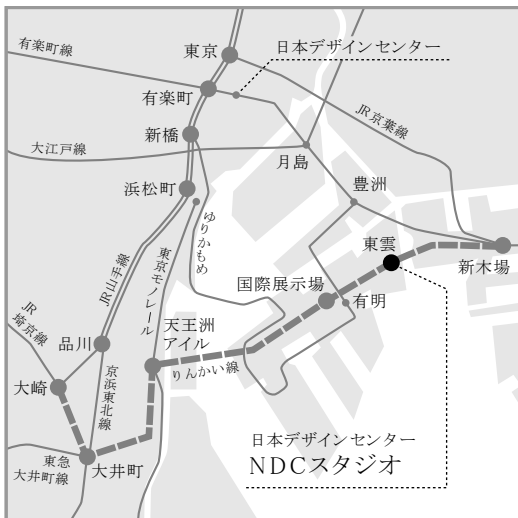 有楽町線
東京
日本デザインセンター
有楽町
JR京葉線
新橋
大江戸線
月島
豊洲
浜松町
ゆりかもめ
東雲
新木場
東京モノレール
JR山手線
国際展示場
有明
JR
埼京線
天王洲
アイル
品川
りんかい線
大崎
京浜東北線
東急
大井町線
大井町
日本デザインセンター
NDCスタジオ